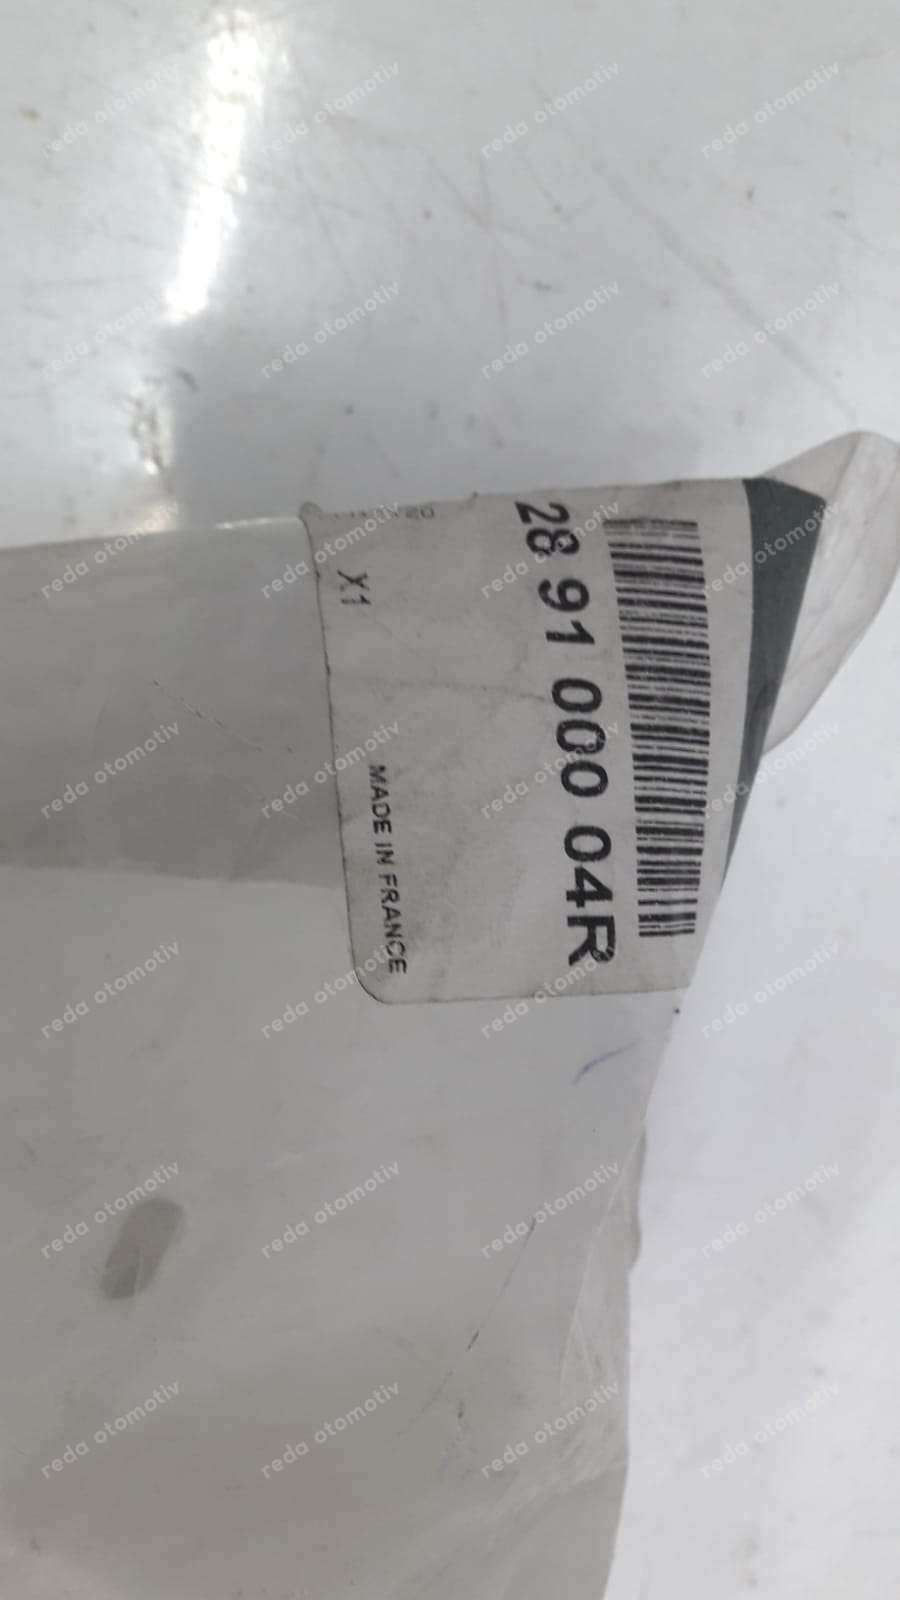 28 91 000 04R
X1
MADE IN FRANCE
reda otomotiv